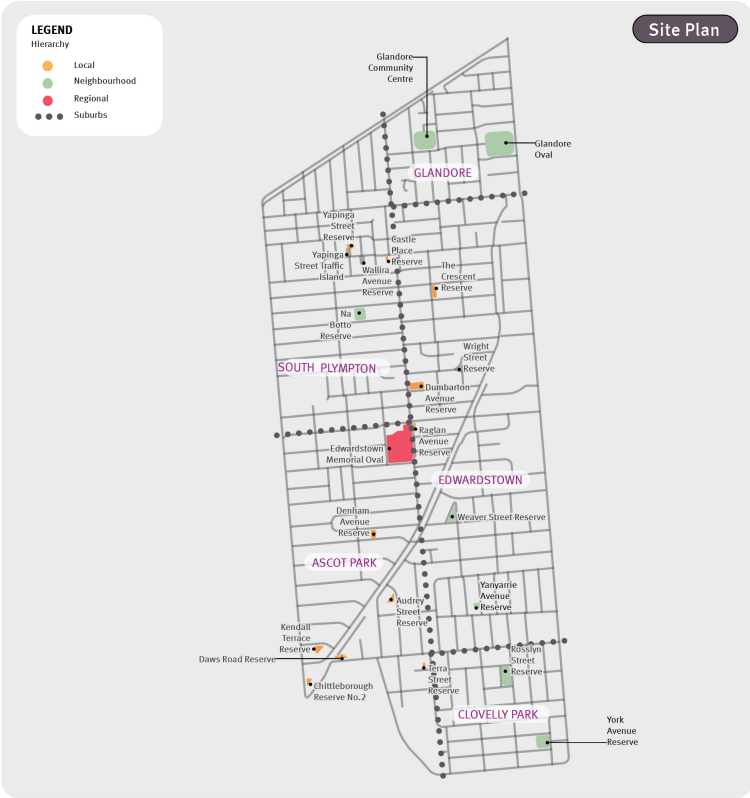 LEGEND
Hierarchy
Local
Neighbourhood
Regional
Suburbs
Site Plan
Glandore
Community
Centre
Glandore
Oval
GLANDORE
Yapinga
Street
Reserve
Yapinga
Street Traffic
Island
Castle
Place
Reserve
Wallira
Avenue
Reserve
The
Crescent
Reserve
Na
Botto
Reserve
Wright
Street
Reserve
SOUTH PLYMPTON
Dumbarton
Avenue
Reserve
Raglan
Avenue
Reserve
Edwardstown
Memorial Oval
EDWARDSTOWN
Denham
Avenue
Reserve
Weaver Street Reserve
ASCOT PARK
Yanyarrie
Avenue
Reserve
Audrey
Street
Reserve
Kendall
Terrace
Reserve
Daws Road Reserve
Rosslyn
Street
Reserve
Terra
Street
Reserve
Chittleborough
Reserve No.2
CLOVELLY PARK
York
Avenue
Reserve